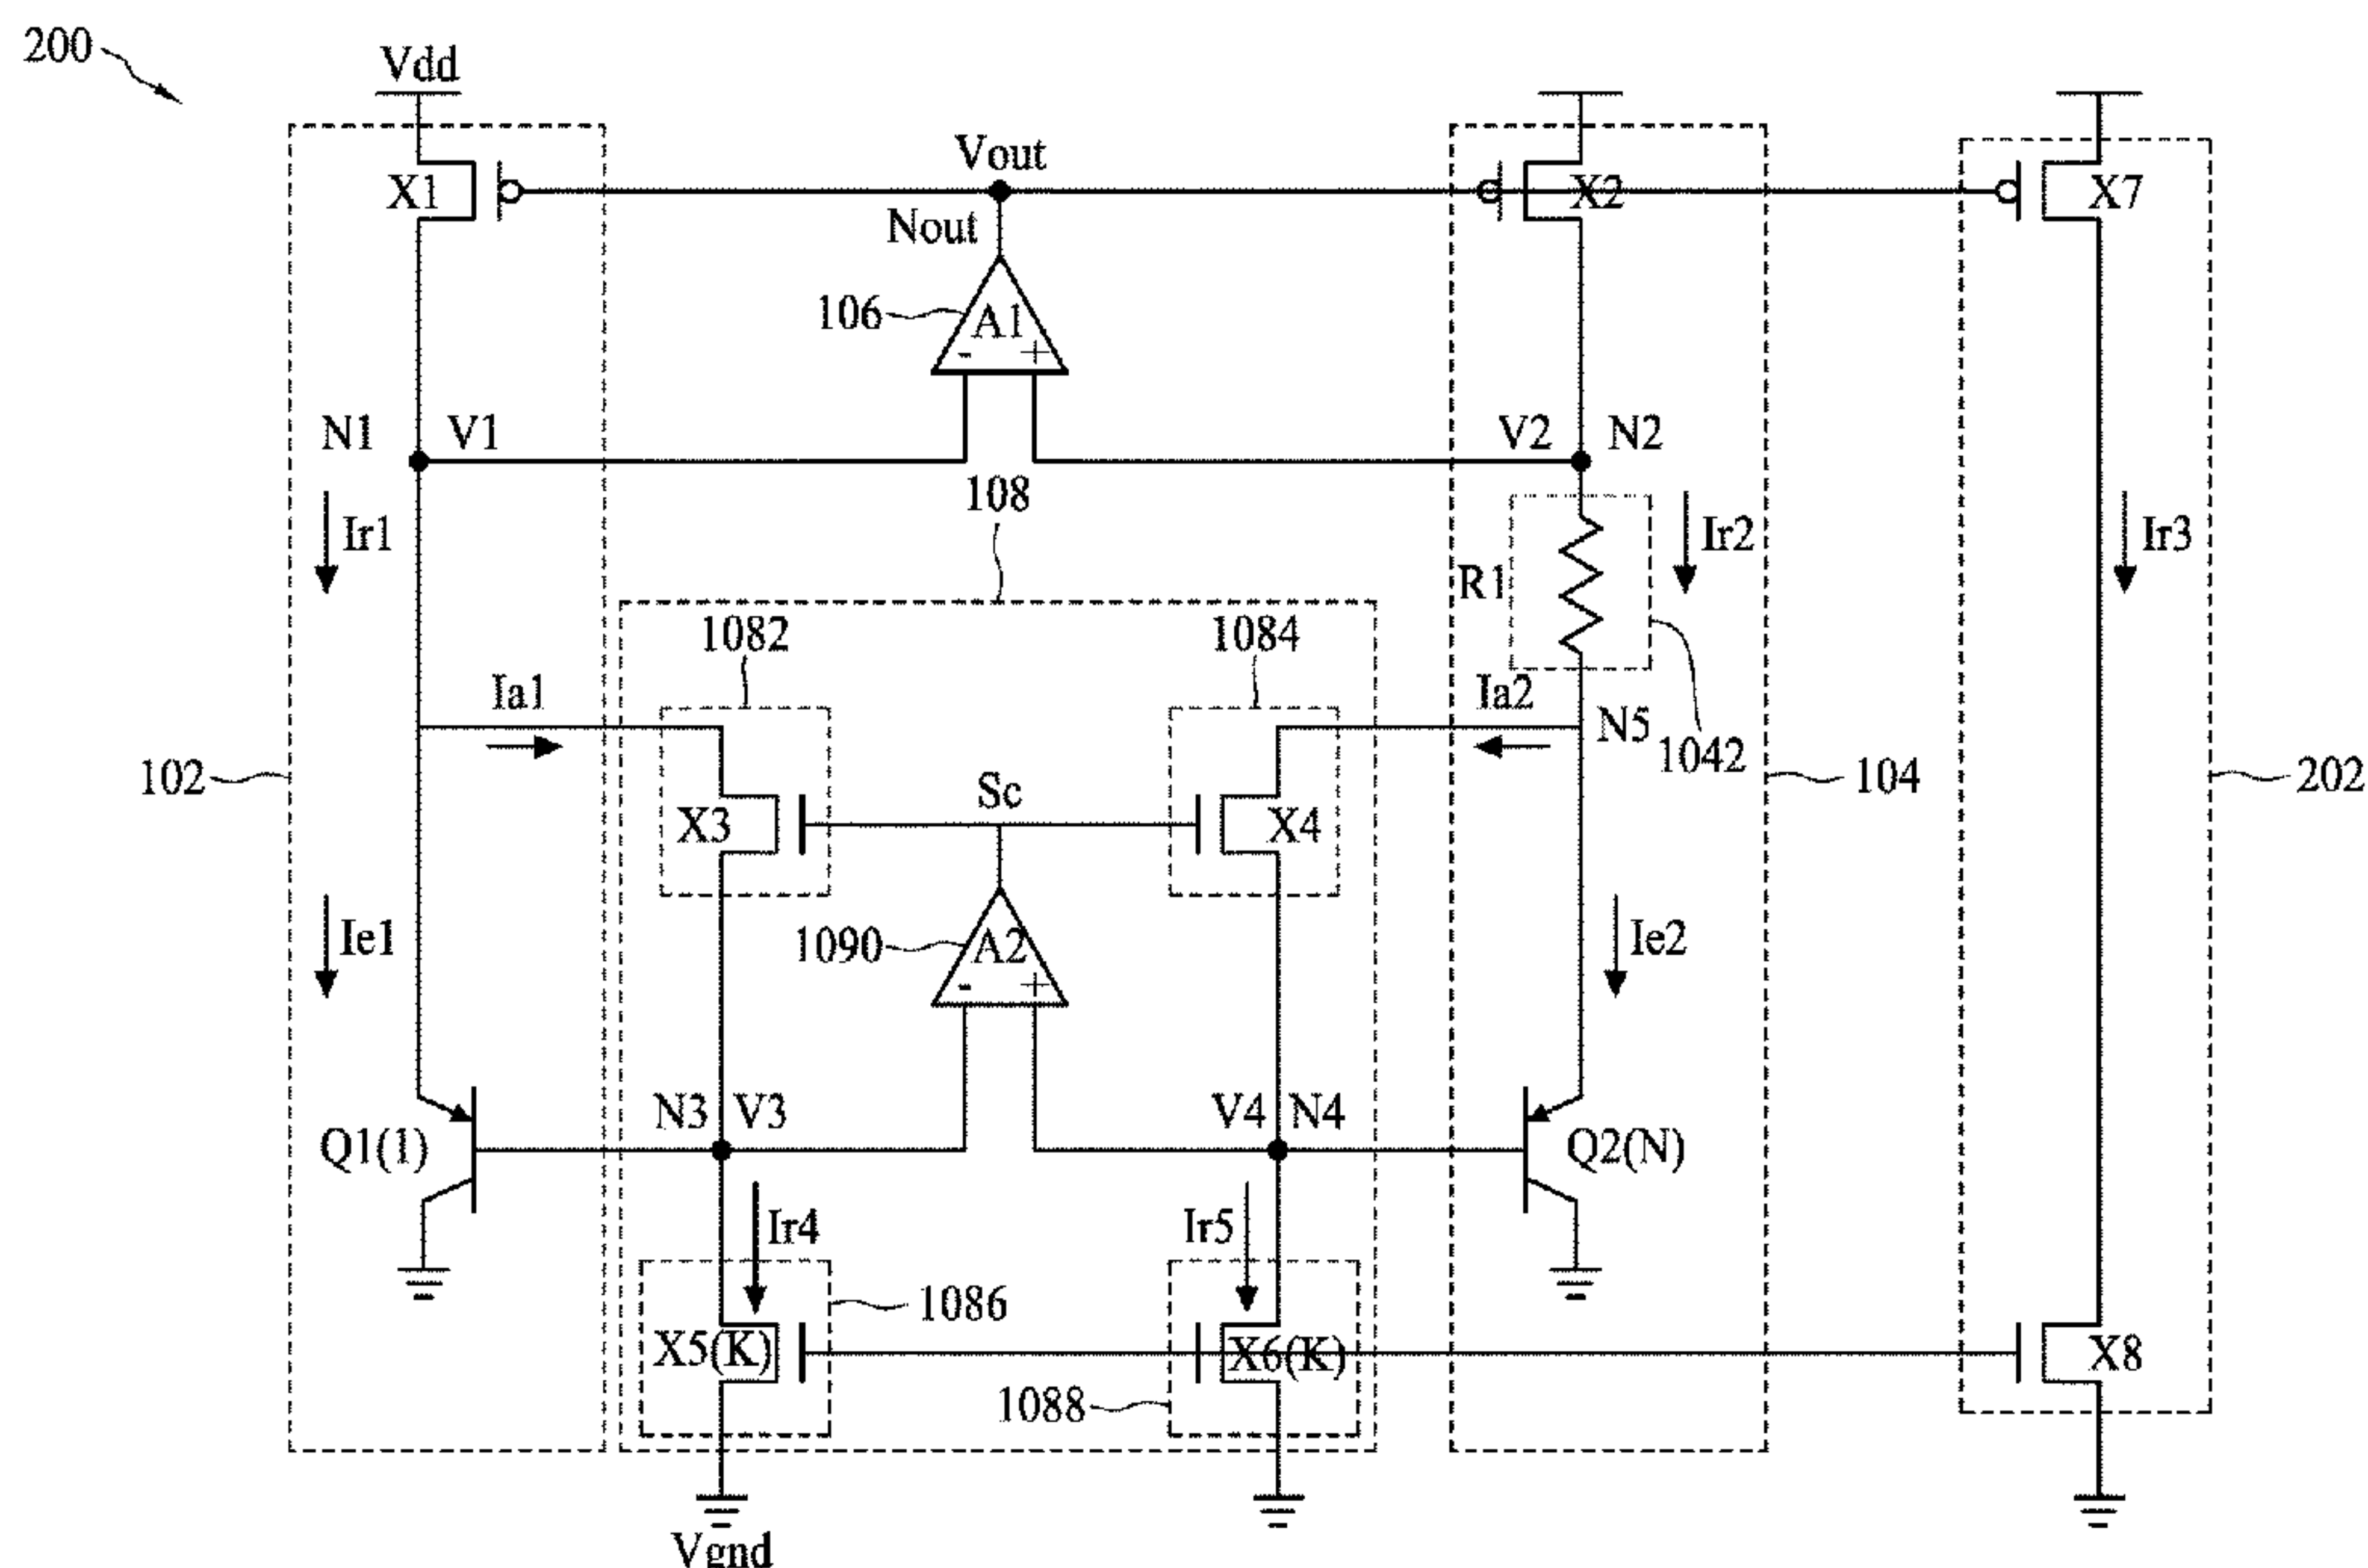 200
Vdd
Vout
X1
X2
X7
Nout
106
A1
- +
N1 V1
V2 N2
108
Ir1
Ir2
Ir3
R1
1082
1084
Ia1
Ia2
N5
1042
102
104
202
Sc
X3
X4
Ie1
1090
A2
- +
Ie2
N3 V3
V4 N4
Q1(1)
Q2(N)
Ir4
Ir5
1086
X5(K)
X6(K)
X8
1088
Vgnd